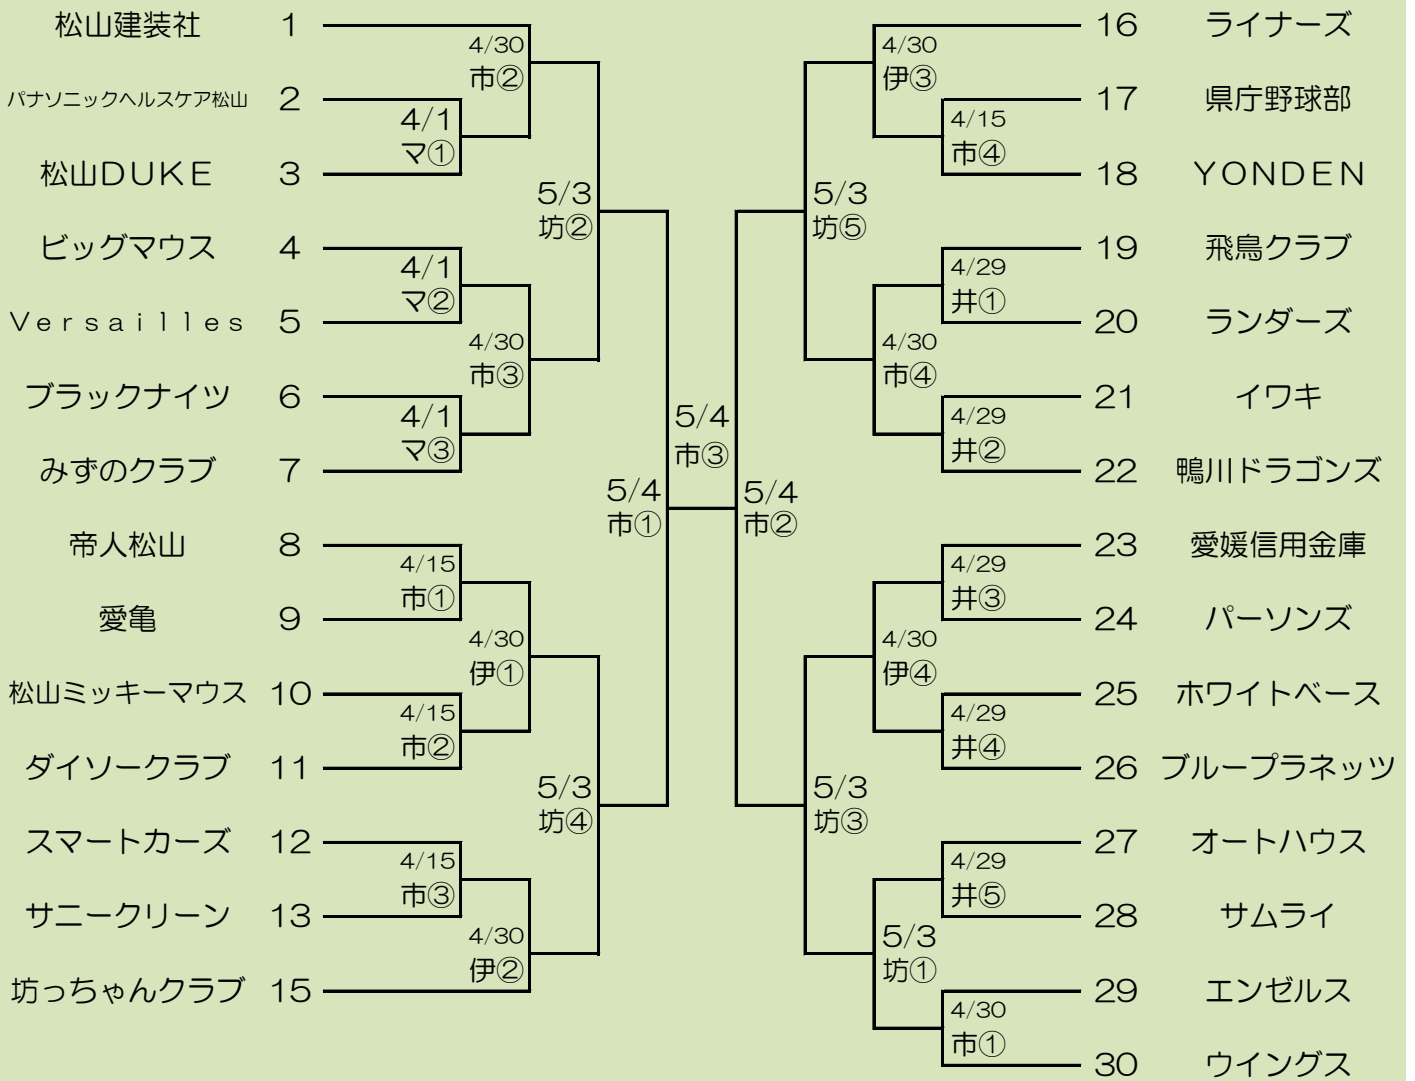 松山建装社 1
パナソニックヘルスケア松山 2
松山DUKE 3
ビッグマウス 4
Versailles 5
ブラックナイツ 6
みずのクラブ 7
帝人松山 8
愛亀 9
松山ミッキーマウス 10
ダイソークラブ 11
スマートカーズ 12
サニークリーン 13
坊っちゃんクラブ 15
4/1
マ①
4/1
マ②
4/1
マ③
4/15
市①
4/15
市②
4/15
市③
4/30
市②
4/30
市③
4/30
伊①
4/30
伊②
5/3
坊②
5/3
坊④
5/4
市①
5/4
市③
5/4
市②
5/3
坊⑤
5/3
坊③
4/30
伊③
4/30
市④
4/30
伊④
5/3
坊①
4/15
市④
4/29
井①
4/29
井②
4/29
井③
4/29
井④
4/29
井⑤
4/30
市①
16 ライナーズ
17 県庁野球部
18 YONDEN
19 飛鳥クラブ
20 ランダーズ
21 イワキ
22 鴨川ドラゴンズ
23 愛媛信用金庫
24 パーソンズ
25 ホワイトベース
26 ブループラネッツ
27 オートハウス
28 サムライ
29 エンゼルス
30 ウイングス